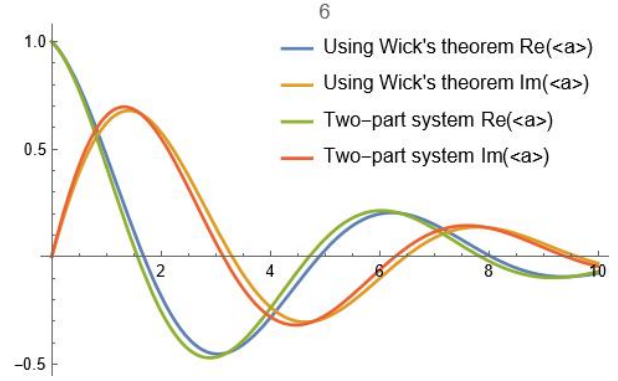 6
1.0
Using Wick's theorem Re(<a>)
Using Wick's theorem Im(<a>)
0.5
Two-part system Re(<a>)
Two-part system Im(<a>)
2 4 6 8 10
-0.5